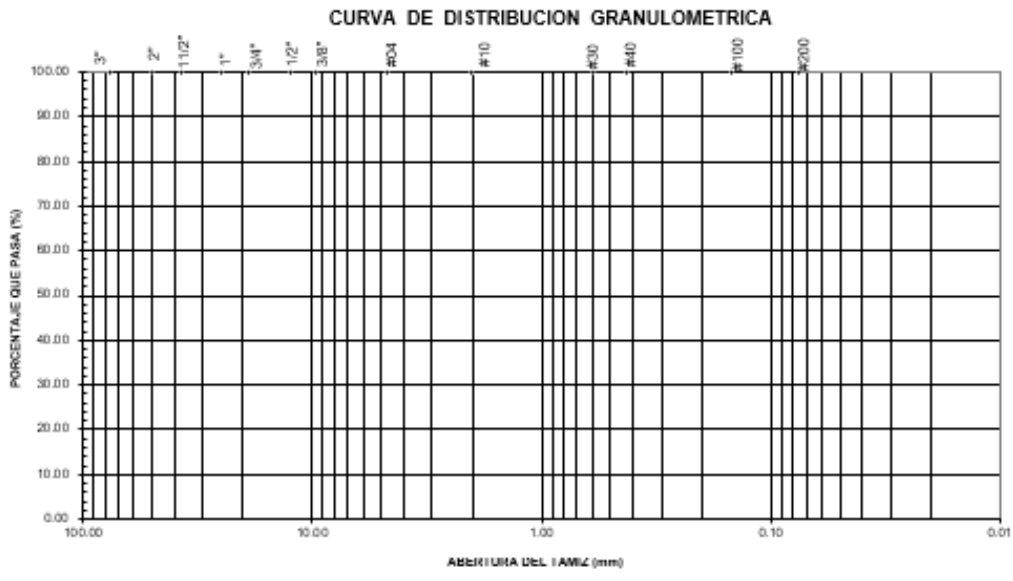 CURVA DE DISTRIBUCION GRANULOMETRICA
3" 2" 11/2" 1" 3/4" 1/2" 3/8" #04 #10 #30 #40 #100 #200
100.00
90.00
80.00
70.00
60.00
50.00
40.00
30.00
20.00
10.00
0.00
PORCENTAJE QUE PASA (%)
100.00 10.00 1.00 0.10 0.01
ABERTURA DEL TAMIZ (mm)